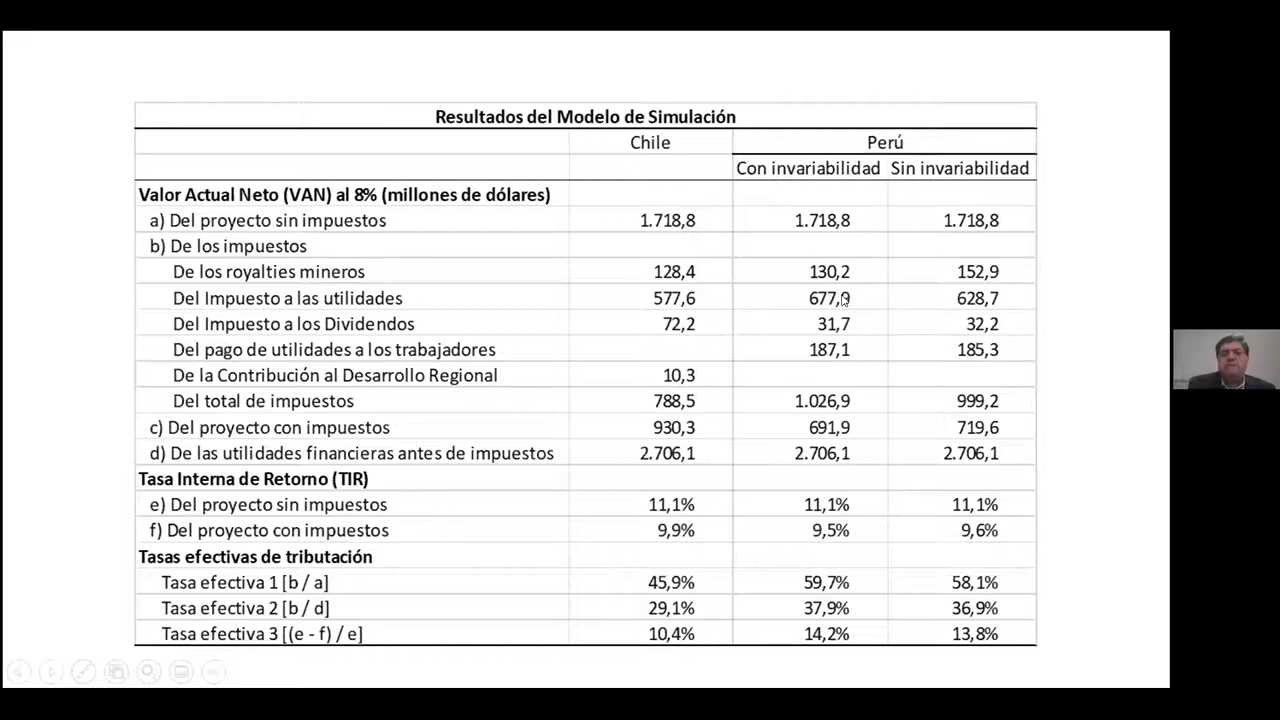 Resultados del Modelo de Simulación
Chile Perú
Con invariabilidad Sin invariabilidad
Valor Actual Neto (VAN) al 8% (millones de dólares)
a) Del proyecto sin impuestos 1.718,8 1.718,8 1.718,8
b) De los impuestos
De los royalties mineros 128,4 130,2 152,9
Del Impuesto a las utilidades 577,6 677,9 628,7
Del Impuesto a los Dividendos 72,2 31,7 32,2
Del pago de utilidades a los trabajadores 187,1 185,3
De la Contribución al Desarrollo Regional 10,3
Del total de impuestos 788,5 1.026,9 999,2
c) Del proyecto con impuestos 930,3 691,9 719,6
d) De las utilidades financieras antes de impuestos 2.706,1 2.706,1 2.706,1
Tasa Interna de Retorno (TIR)
e) Del proyecto sin impuestos 11,1% 11,1% 11,1%
f) Del proyecto con impuestos 9,9% 9,5% 9,6%
Tasas efectivas de tributación
Tasa efectiva 1 [b / a] 45,9% 59,7% 58,1%
Tasa efectiva 2 [b / d] 29,1% 37,9% 36,9%
Tasa efectiva 3 [(e - f) / e] 10,4% 14,2% 13,8%